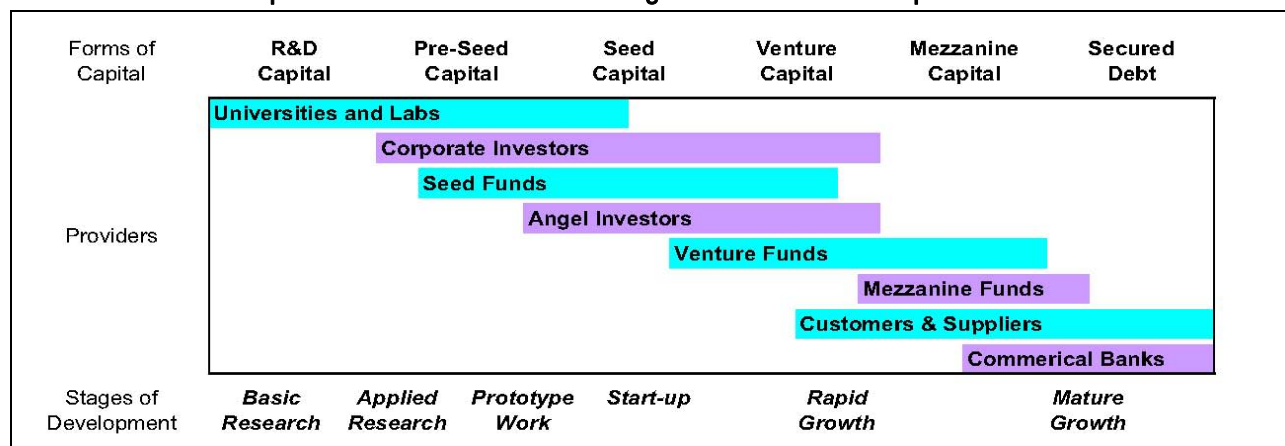 Forms of Capital
R&D Capital
Pre-Seed Capital
Seed Capital
Venture Capital
Mezzanine Capital
Secured Debt
Universities and Labs
Corporate Investors
Seed Funds
Angel Investors
Providers
Venture Funds
Mezzanine Funds
Customers & Suppliers
Commerical Banks
Stages of Development
Basic Research
Applied Research
Prototype Work
Start-up
Rapid Growth
Mature Growth